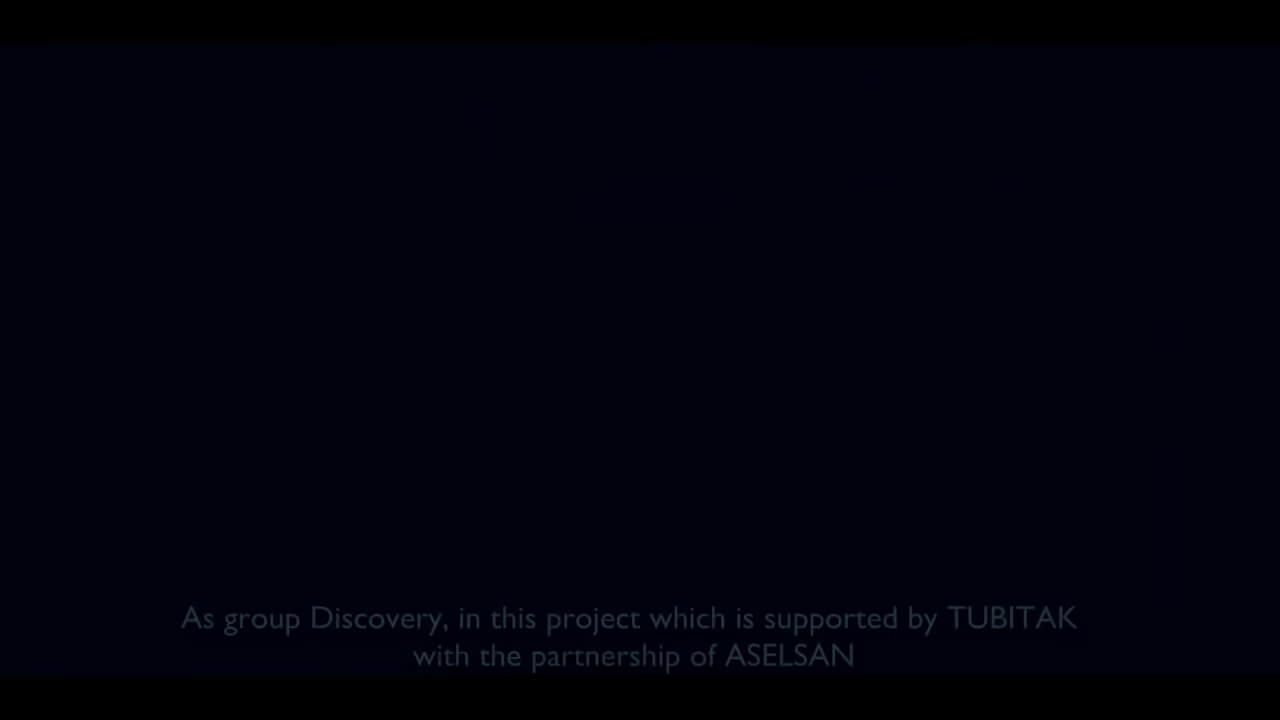 As group Discovery, in this project which is supported by TUBITAK
with the partnership of ASELSAN